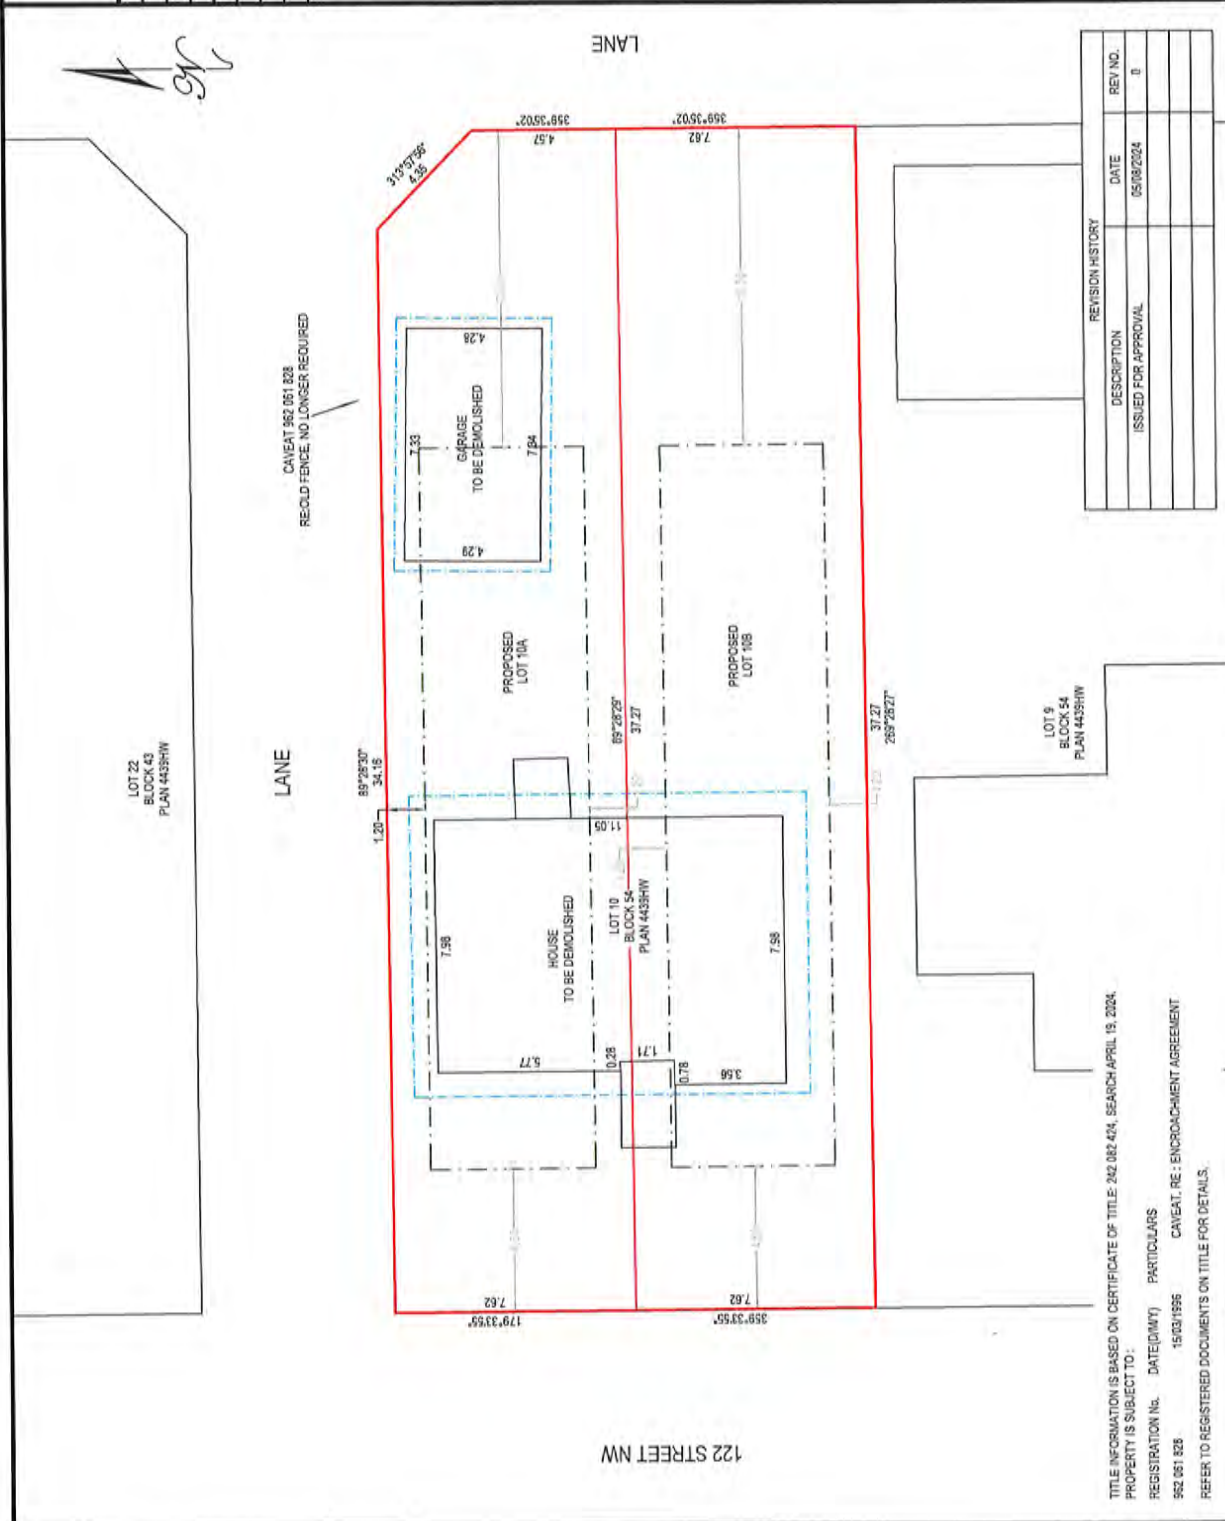 LANE
N
LOT 22
BLOCK 43
PLAN 4439HW
LANE
CAVEAT 962 061 828
RE:OLD FENCE, NO LONGER REQUIRED
89°28'30"
34.16
1.20
313°57'56"
4.36
359°35'02"
4.57
359°35'02"
7.62
7.33
4.28
GARAGE
TO BE DEMOLISHED
7.34
4.29
PROPOSED
LOT 10A
PROPOSED
LOT 10B
89°28'29"
37.27
37.27
269°28'27"
11.05
7.98
HOUSE
TO BE DEMOLISHED
LOT 10
BLOCK 54
PLAN 4439HW
7.98
5.77
0.28
1.71
0.78
3.56
7.62
179°33'55"
7.62
359°33'55"
122 STREET NW
LOT 9
BLOCK 54
PLAN 4439HW
TITLE INFORMATION IS BASED ON CERTIFICATE OF TITLE: 242 082 424, SEARCH APRIL 19, 2024.
PROPERTY IS SUBJECT TO :
REGISTRATION No. DATE(D/M/Y) PARTICULARS
962 061 828 15/03/1996 CAVEAT, RE : ENCROACHMENT AGREEMENT
REFER TO REGISTERED DOCUMENTS ON TITLE FOR DETAILS.
REVISION HISTORY
DESCRIPTION DATE REV NO.
ISSUED FOR APPROVAL 05/08/2024 0